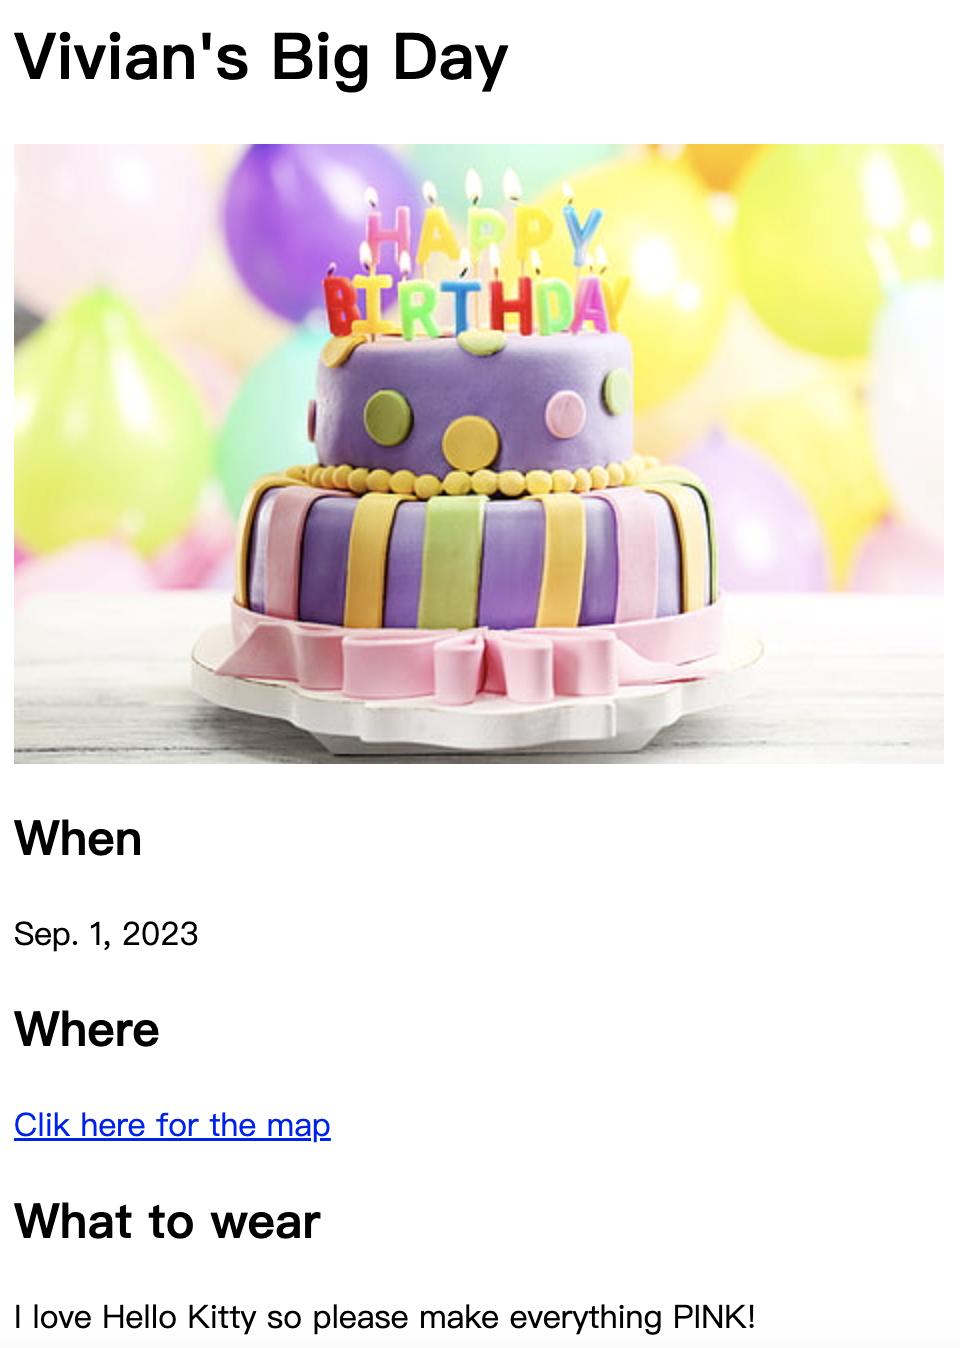 Vivian's Big Day
HAPPY
BIRTHDAY
When
Sep. 1, 2023
Where
Clik here for the map
What to wear
I love Hello Kitty so please make everything PINK!